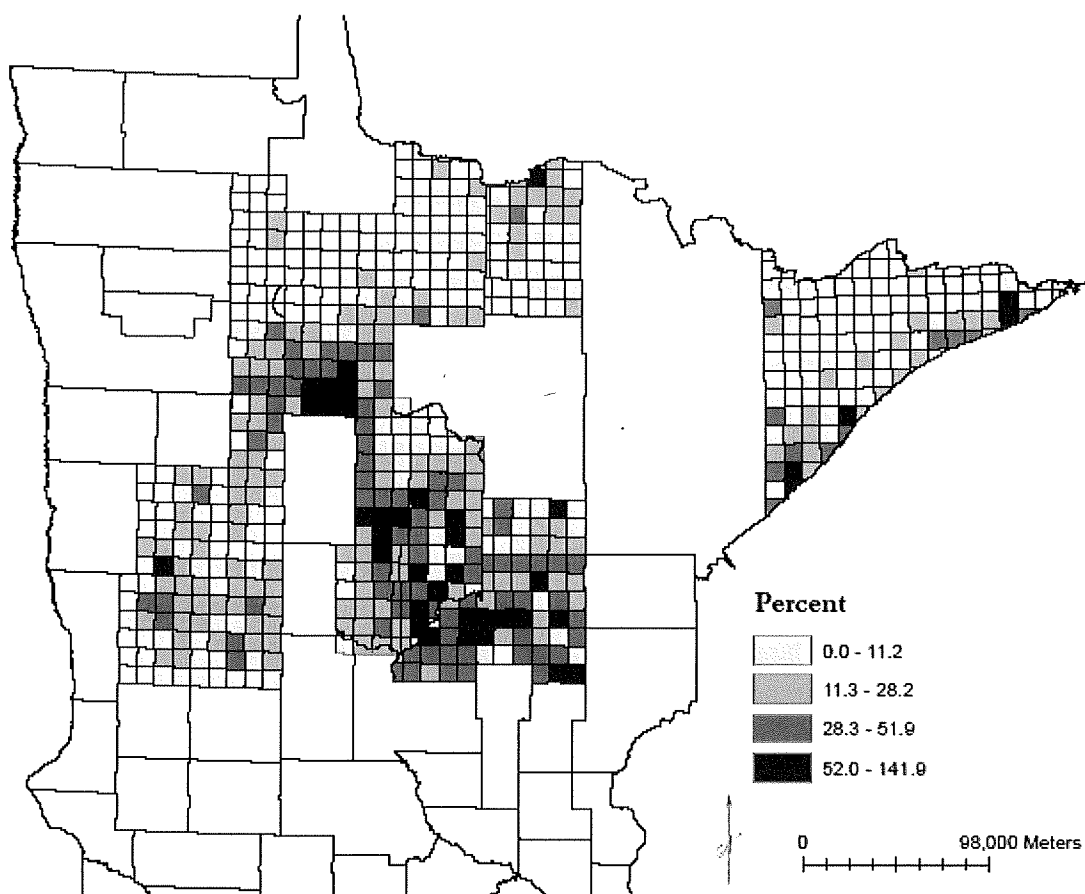 Percent
0.0 - 11.2
11.3 - 28.2
28.3 - 51.9
52.0 - 141.9
0 98,000 Meters